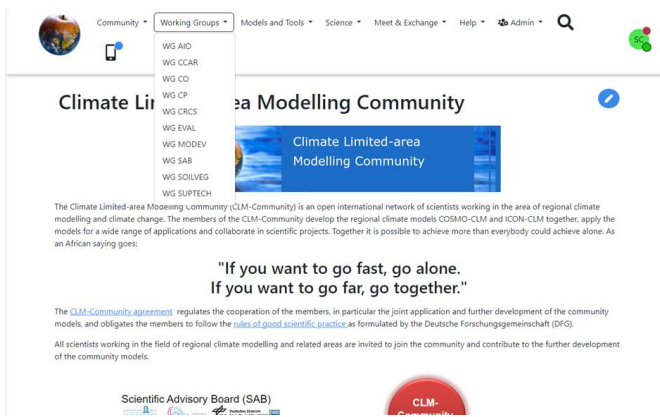 Community
Working Groups
Models and Tools
Science
Meet & Exchange
Help
Admin
SC
WG AIO
WG CCAR
WG CO
WG CP
WG CRCS
WG EVAL
WG MODEV
WG SAB
WG SOILVEG
WG SUPTECH
Climate Li ea Modelling Community
Climate Limited-area
Modelling Community
The Climate Limited-area Modelling Community (CLM-Community) is an open international network of scientists working in the area of regional climate
modelling and climate change. The members of the CLM-Community develop the regional climate models COSMO-CLM and ICON-CLM together, apply the
models for a wide range of applications and collaborate in scientific projects. Together it is possible to achieve more than everybody could achieve alone. As
an African saying goes:
"If you want to go fast, go alone.
If you want to go far, go together."
The CLM-Community agreement regulates the cooperation of the members, in particular the joint application and further development of the community
models, and obligates the members to follow the rules of good scientific practice as formulated by the Deutsche Forschungsgemeinschaft (DFG).
All scientists working in the field of regional climate modelling and related areas are invited to join the community and contribute to the further development
of the community models.
Scientific Advisory Board (SAB)
Deutsches Zentrum
CLM-
Community